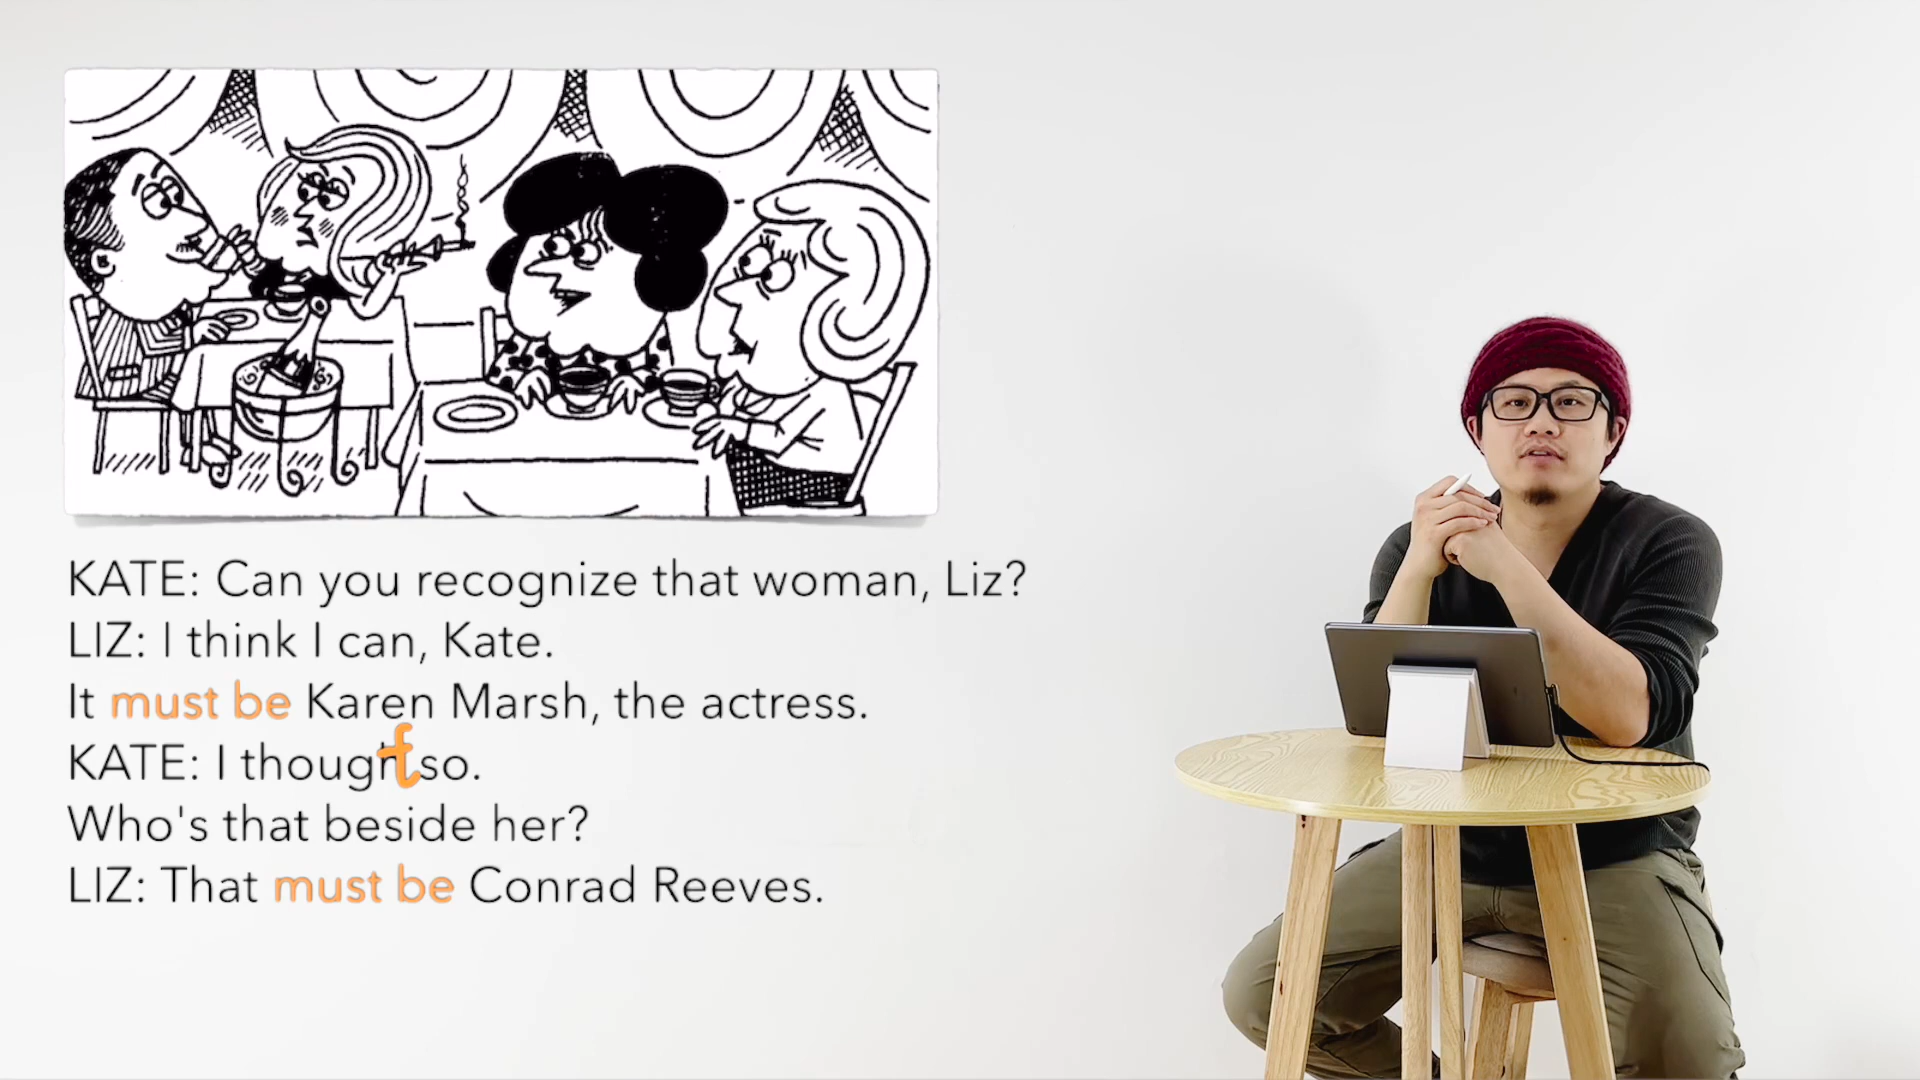 KATE: Can you recognize that woman, Liz?
LIZ: I think I can, Kate.
It must be Karen Marsh, the actress.
KATE: I thought so.
Who's that beside her?
LIZ: That must be Conrad Reeves.